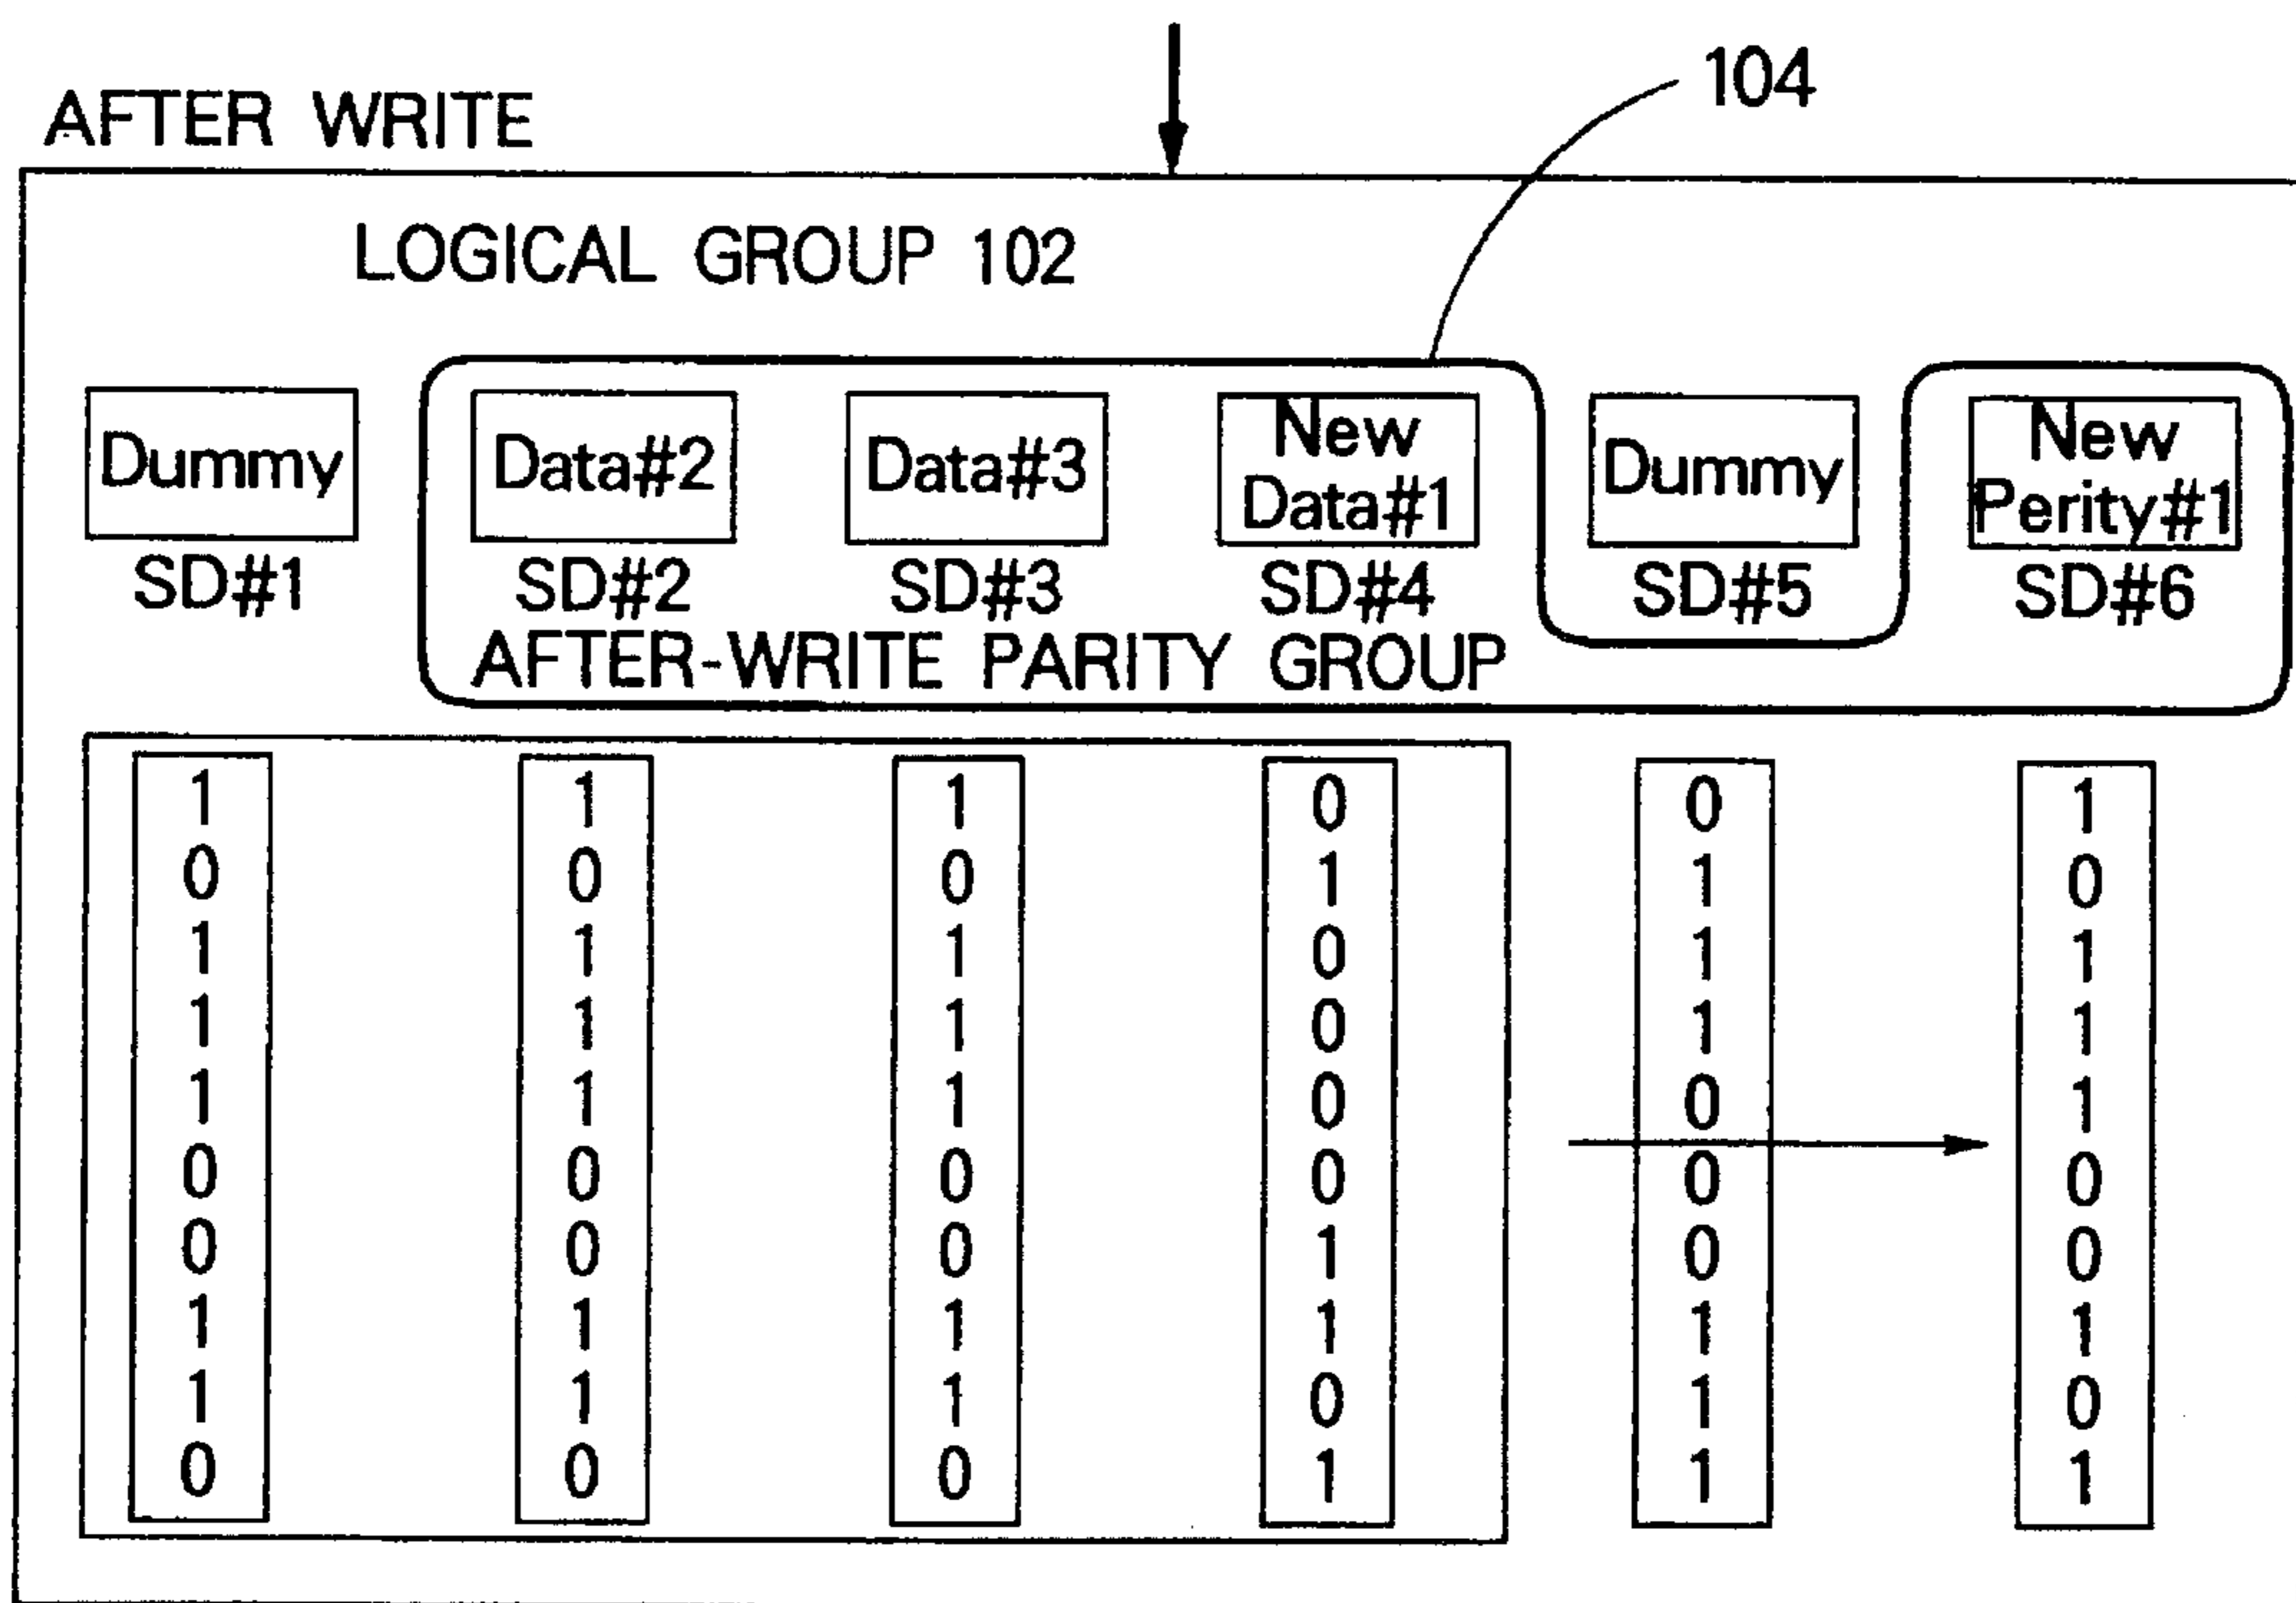 104
AFTER WRITE
LOGICAL GROUP 102
Dummy Data#2 Data#3 New Data#1 Dummy New Perity#1
SD#1 SD#2 SD#3 SD#4 SD#5 SD#6
AFTER-WRITE PARITY GROUP
1 1 1 0 0 1
0 0 0 1 1 0
1 1 1 0 1 1
1 1 1 0 1 1
1 1 1 0 0 1
0 0 0 0 0 0
0 0 0 1 0 0
1 1 1 1 1 1
1 1 1 0 1 0
0 0 0 1 1 1